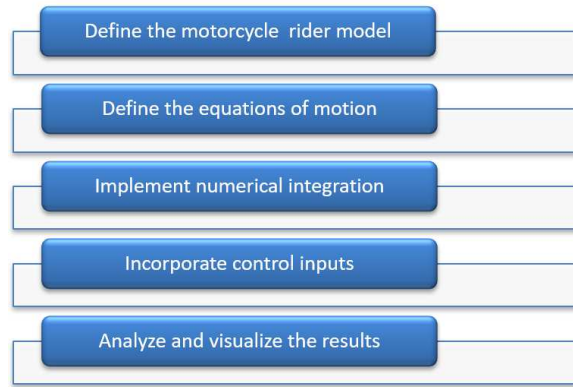 Define the motorcycle rider model
Define the equations of motion
Implement numerical integration
Incorporate control inputs
Analyze and visualize the results